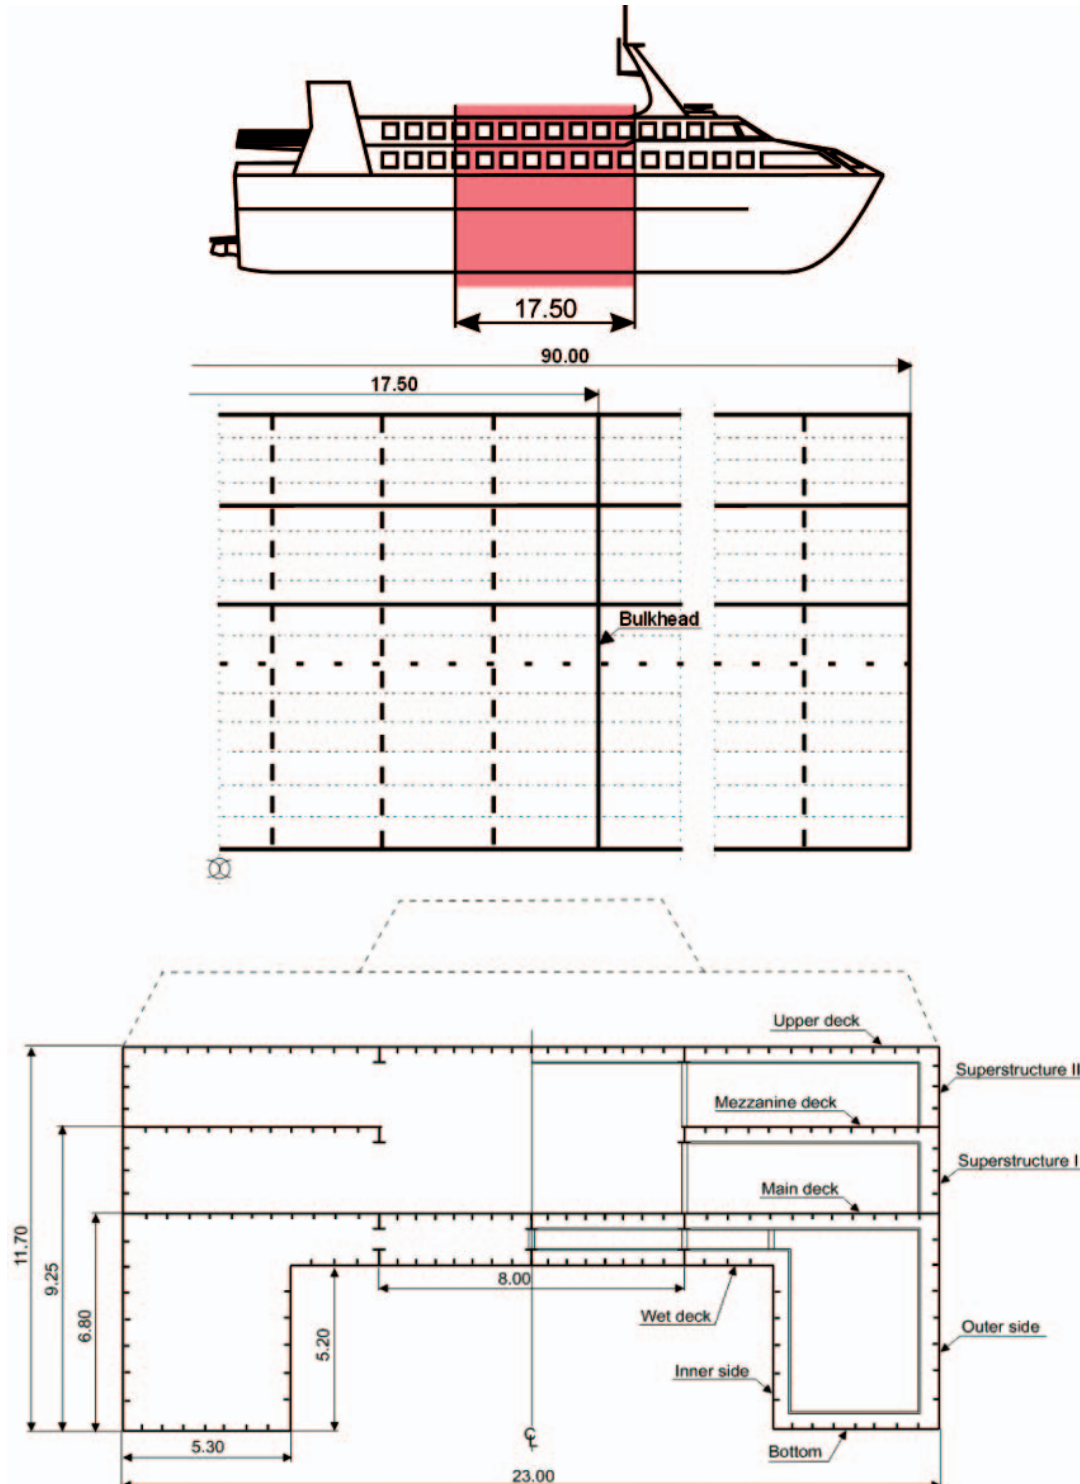 17.50
90.00
17.50
Bulkhead
Upper deck
Superstructure II
Mezzanine deck
Superstructure I
Main deck
11.70
9.25
6.80
8.00
5.20
Wet deck
Outer side
Inner side
5.30
℄
Bottom
23.00